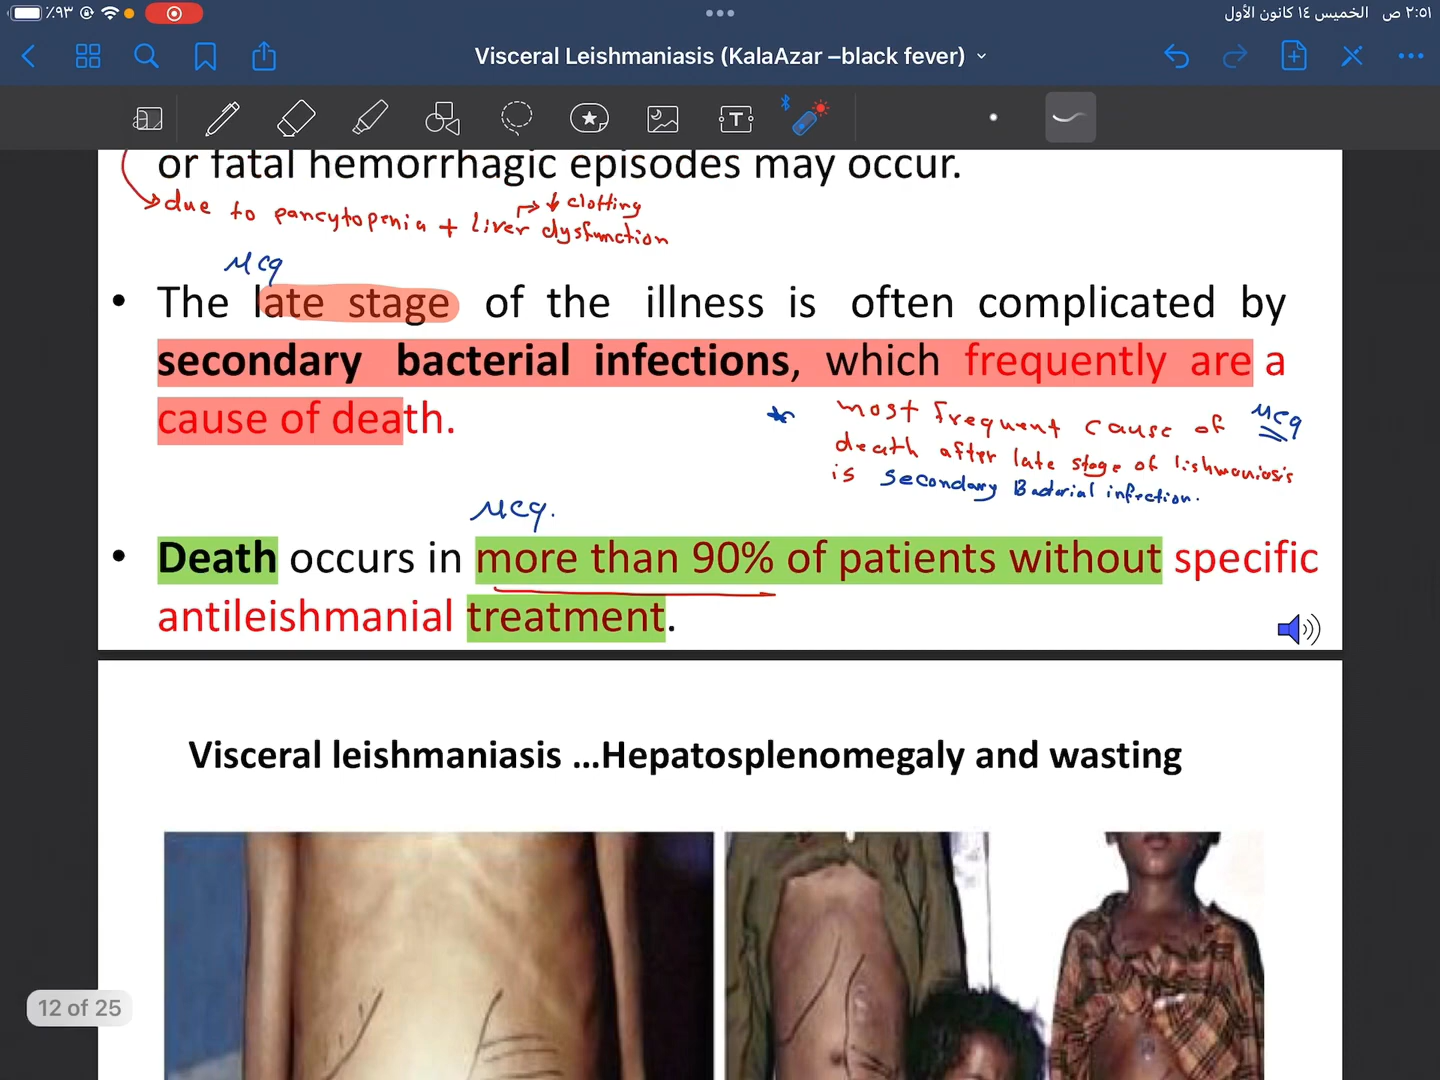 ٪٩٣
٢:٥١ ص الخميس ١٤ كانون الأول
Visceral Leishmaniasis (KalaAzar –black fever)
or fatal hemorrhagic episodes may occur.
due to pancytopenia + liver dysfunction → ↓ clotting
MCQ
• The late stage of the illness is often complicated by
secondary bacterial infections, which frequently are a
cause of death.
* most frequent cause of MCQ
death after late stage of lishmaniasis
is secondary Bacterial infection.
MCQ.
• Death occurs in more than 90% of patients without specific
antileishmanial treatment.
Visceral leishmaniasis ...Hepatosplenomegaly and wasting
12 of 25